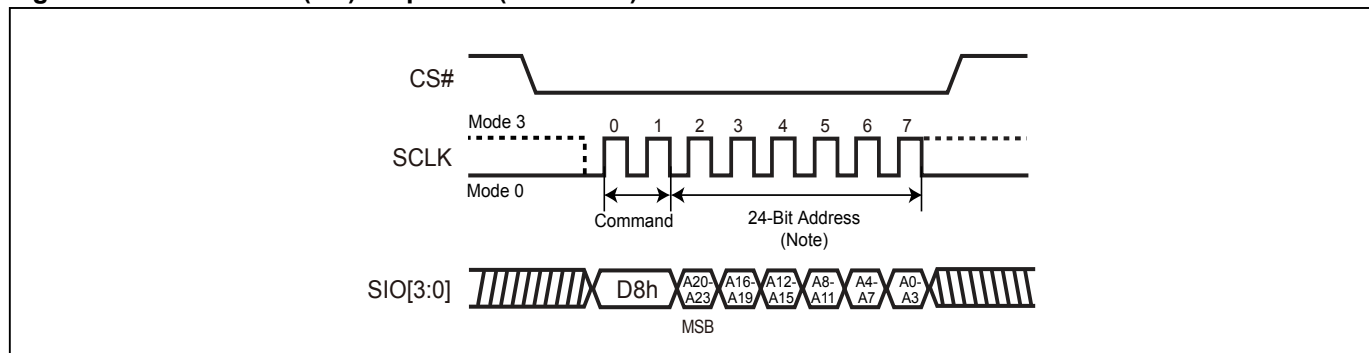 CS#
Mode 3
0 1 2 3 4 5 6 7
SCLK
Mode 0
Command
24-Bit Address
(Note)
SIO[3:0]
D8h
A20-
A23
A16-
A19
A12-
A15
A8-
A11
A4-
A7
A0-
A3
MSB